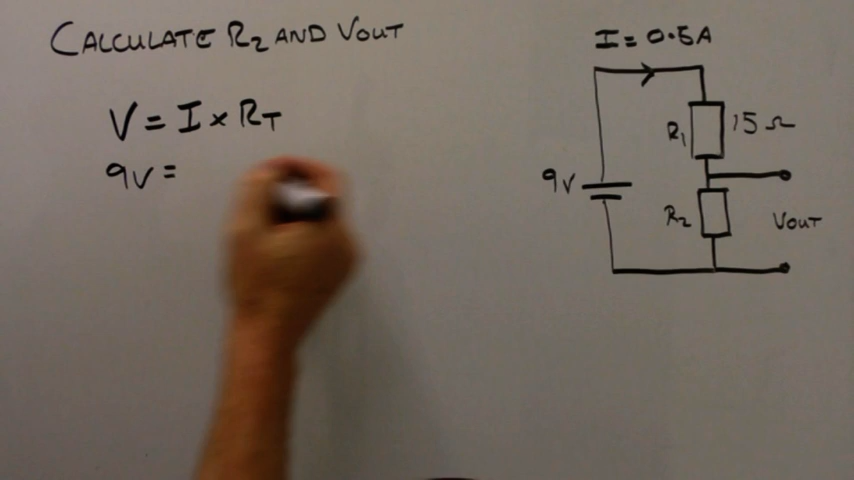 CALCULATE R2 AND VOUT
V = I × RT
9V =
I = 0.5A
R1 15 Ω
9V
R2 VOUT